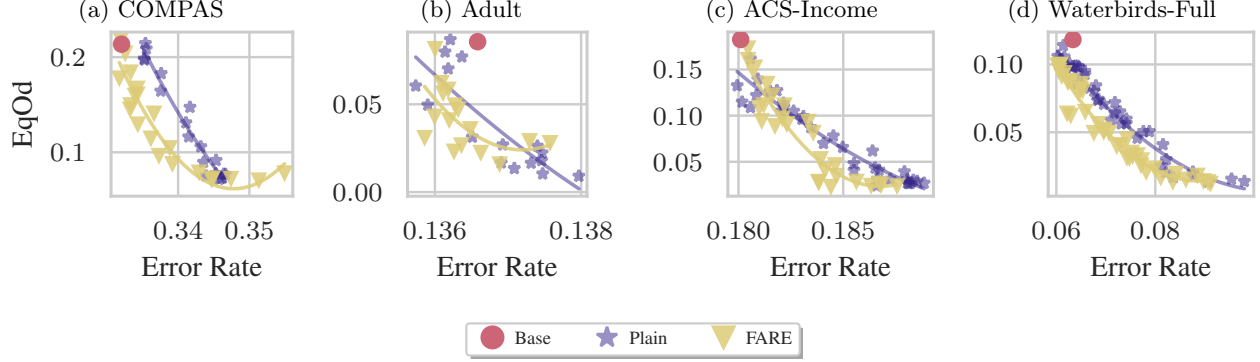 (a) COMPAS (b) Adult (c) ACS-Income (d) Waterbirds-Full
EqOd
0.2
0.1
0.34 0.35
Error Rate
0.05
0.00
0.136 0.138
Error Rate
0.15
0.10
0.05
0.180 0.185
Error Rate
0.10
0.05
0.06 0.08
Error Rate
Base Plain FARE